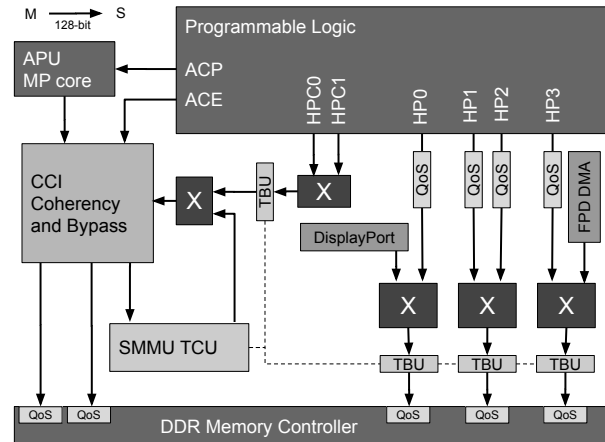 M S
128-bit
Programmable Logic
APU
MP core
ACP
ACE
HPC0
HPC1
HP0
HP1
HP2
HP3
CCI
Coherency
and Bypass
X
TBU
X
QoS
QoS
QoS
QoS
FPD DMA
DisplayPort
X
X
X
SMMU TCU
TBU
TBU
TBU
QoS
QoS
QoS
QoS
QoS
DDR Memory Controller